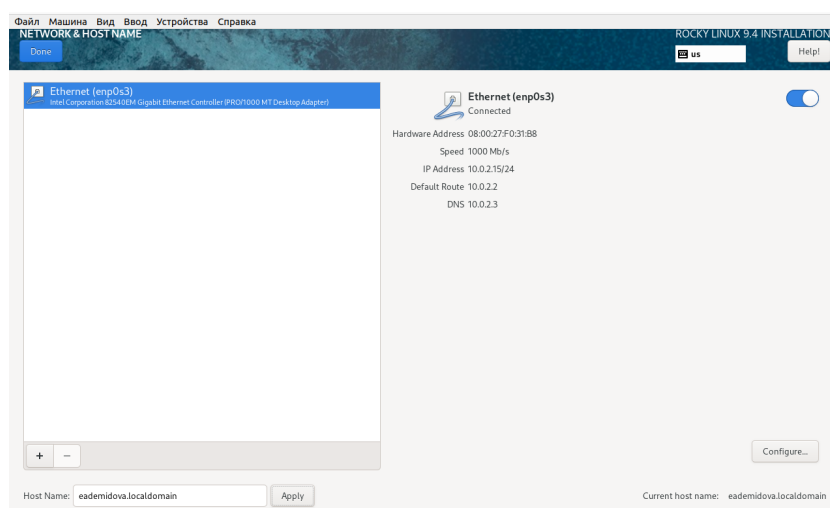 Файл Машина Вид Ввод Устройства Справка
NETWORK & HOST NAME
ROCKY LINUX 9.4 INSTALLATION
Done
us
Help!
Ethernet (enp0s3)
Intel Corporation 82540EM Gigabit Ethernet Controller (PRO/1000 MT Desktop Adapter)
Ethernet (enp0s3)
Connected
Hardware Address 08:00:27:F0:31:B8
Speed 1000 Mb/s
IP Address 10.0.2.15/24
Default Route 10.0.2.2
DNS 10.0.2.3
+ −
Configure...
Host Name: eademidova.localdomain Apply
Current host name: eademidova.localdomain